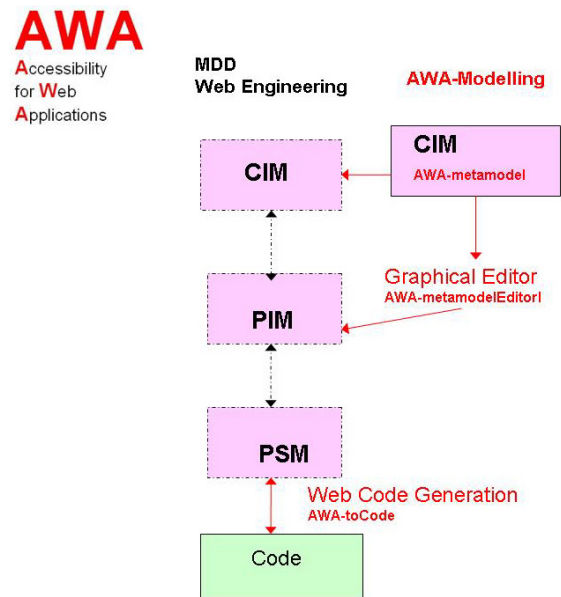 AWA
Accessibility
for Web
Applications
MDD
Web Engineering
AWA-Modelling
CIM
CIM
AWA-metamodel
Graphical Editor
AWA-metamodelEditorl
PIM
PSM
Web Code Generation
AWA-toCode
Code